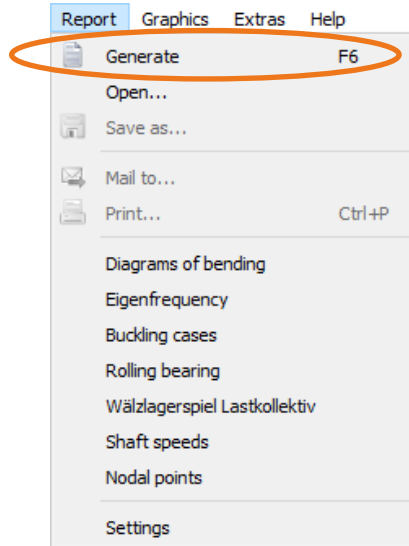 Report Graphics Extras Help
Generate F6
Open...
Save as...
Mail to...
Print... Ctrl+P
Diagrams of bending
Eigenfrequency
Buckling cases
Rolling bearing
Wälzlagerspiel Lastkollektiv
Shaft speeds
Nodal points
Settings